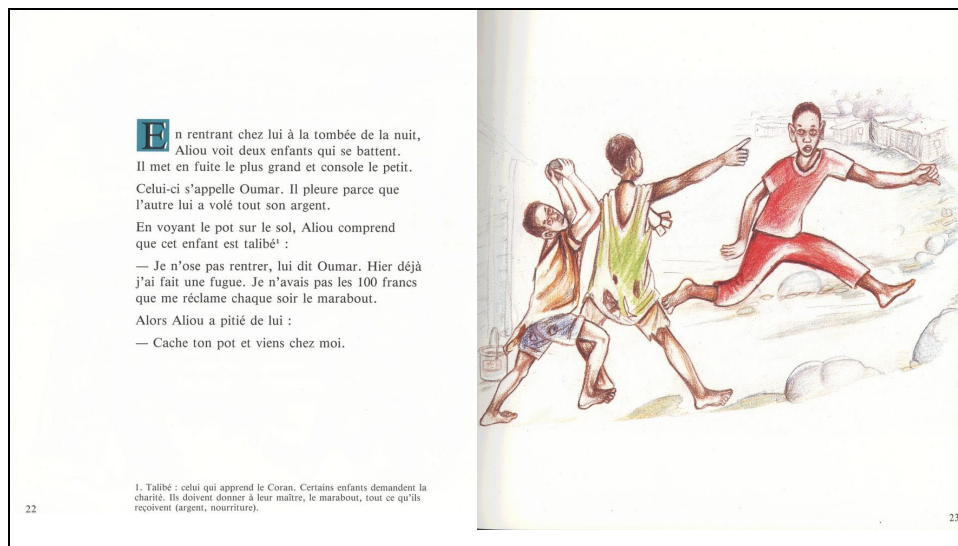 En rentrant chez lui à la tombée de la nuit,
Aliou voit deux enfants qui se battent.
Il met en fuite le plus grand et console le petit.
Celui-ci s'appelle Oumar. Il pleure parce que
l'autre lui a volé tout son argent.
En voyant le pot sur le sol, Aliou comprend
que cet enfant est talibé¹ :
— Je n'ose pas rentrer, lui dit Oumar. Hier déjà
j'ai fait une fugue. Je n'avais pas les 100 francs
que me réclame chaque soir le marabout.
Alors Aliou a pitié de lui :
— Cache ton pot et viens chez moi.
1. Talibé : celui qui apprend le Coran. Certains enfants demandent la
charité. Ils doivent donner à leur maître, le marabout, tout ce qu'ils
reçoivent (argent, nourriture).
22
23